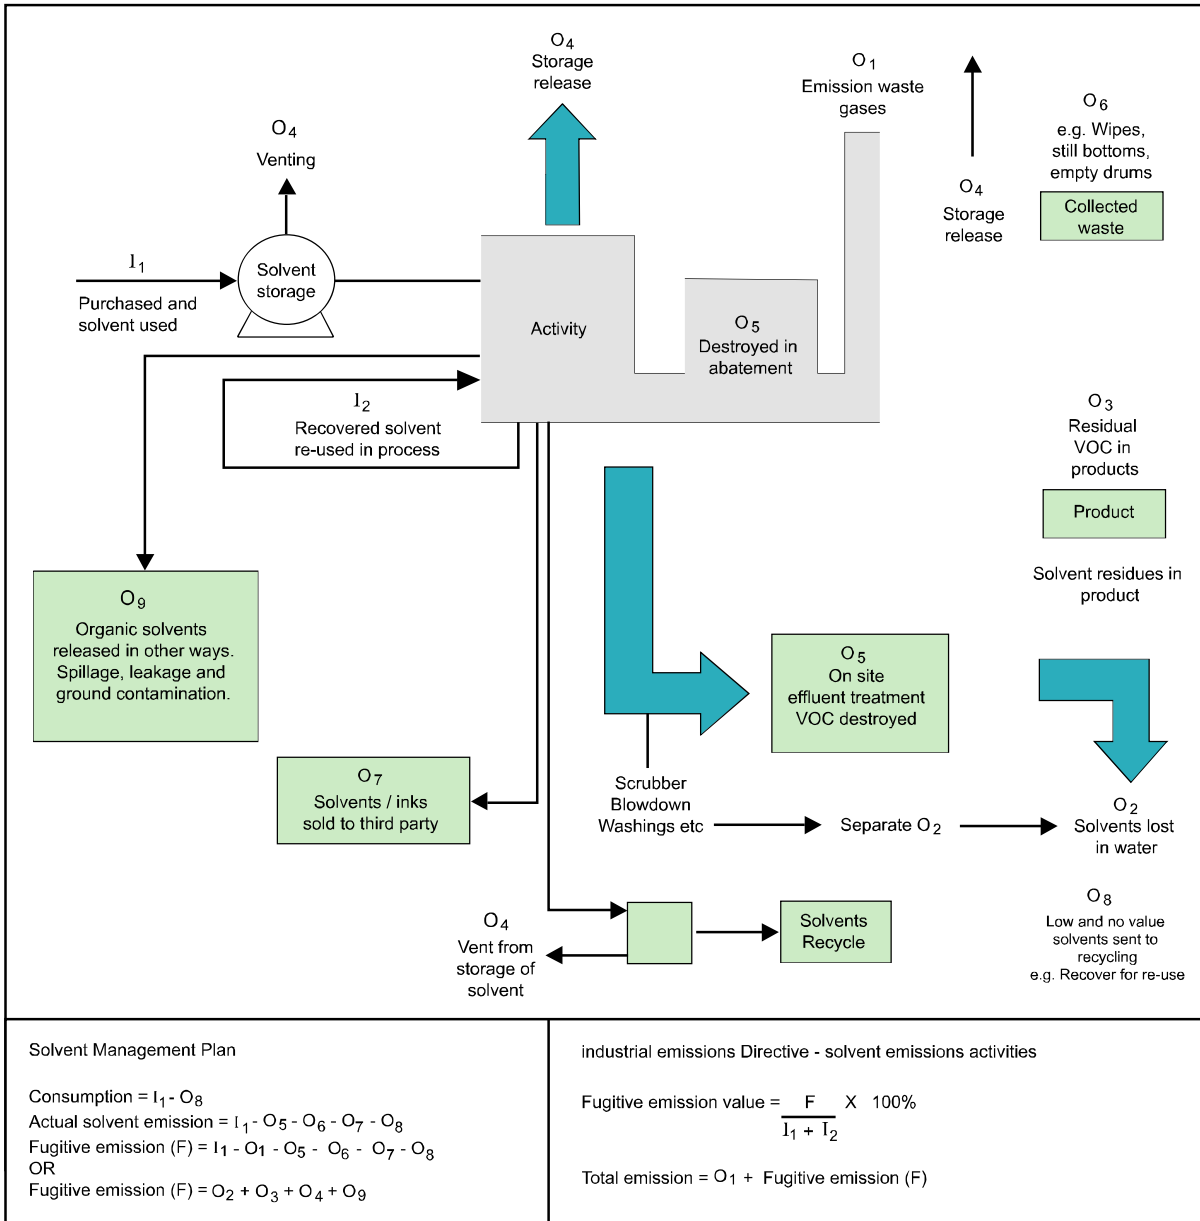 O4
Storage
release
O1
Emission waste
gases
O4
Storage
release
O6
e.g. Wipes,
still bottoms,
empty drums
Collected
waste
O4
Venting
I1
Purchased and
solvent used
Solvent
storage
Activity
O5
Destroyed in
abatement
I2
Recovered solvent
re-used in process
O3
Residual
VOC in
products
Product
Solvent residues in
product
O9
Organic solvents
released in other ways.
Spillage, leakage and
ground contamination.
O5
On site
effluent treatment
VOC destroyed
O7
Solvents / inks
sold to third party
Scrubber
Blowdown
Washings etc
Separate O2
O2
Solvents lost
in water
O4
Vent from
storage of
solvent
Solvents
Recycle
O8
Low and no value
solvents sent to
recycling
e.g. Recover for re-use
Solvent Management Plan
Consumption = I1 - O8
Actual solvent emission = I1 - O5 - O6 - O7 - O8
Fugitive emission (F) = I1 - O1 - O5 - O6 - O7 - O8
OR
Fugitive emission (F) = O2 + O3 + O4 + O9
industrial emissions Directive - solvent emissions activities
Fugitive emission value = F X 100%
I1 + I2
Total emission = O1 + Fugitive emission (F)